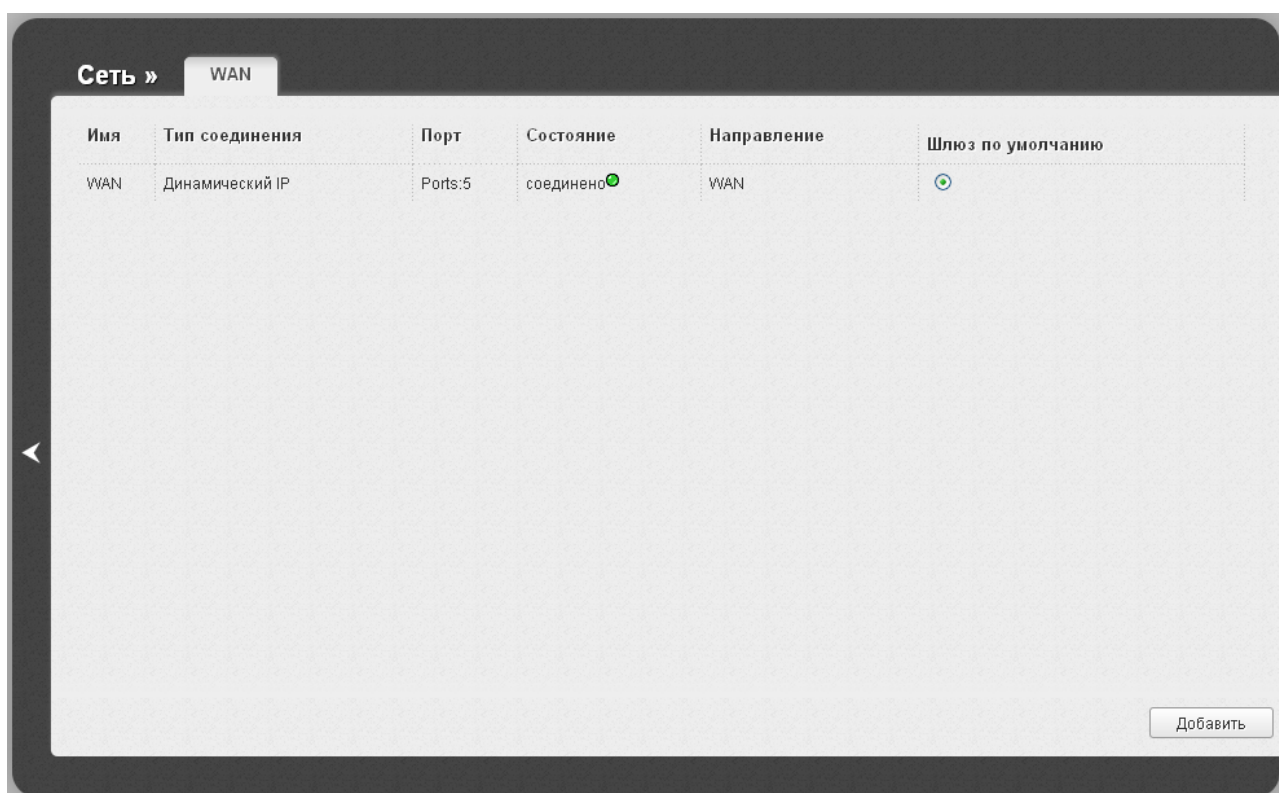 Сеть » WAN
Имя Тип соединения Порт Состояние Направление Шлюз по умолчанию
WAN Динамический IP Ports:5 соединено WAN
Добавить